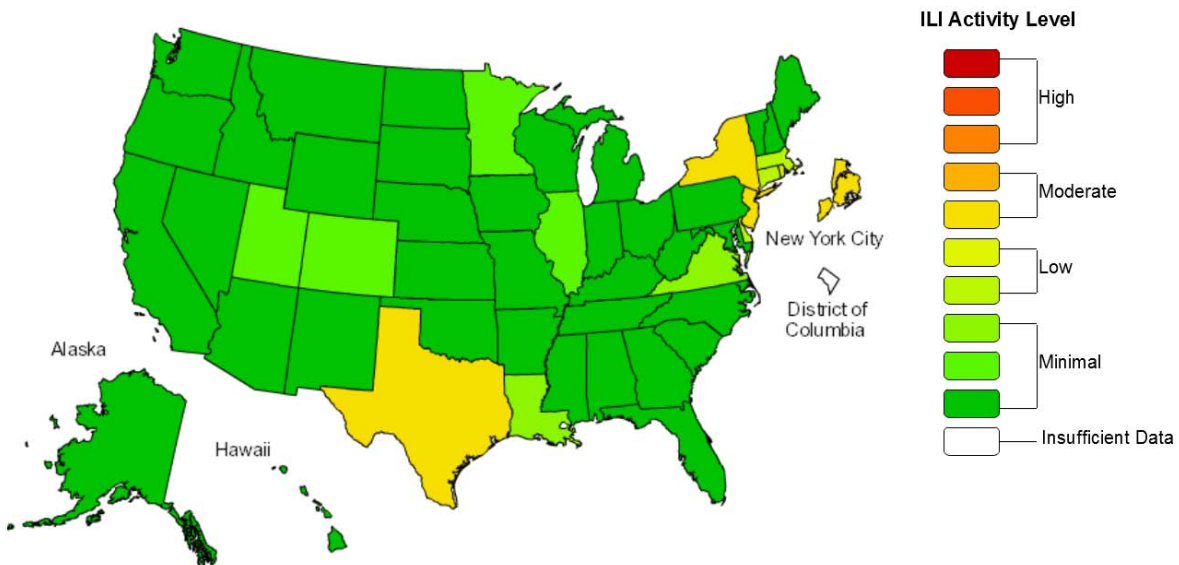 ILI Activity Level
High
Moderate
Low
Minimal
Insufficient Data
New York City
District of
Columbia
Alaska
Hawaii